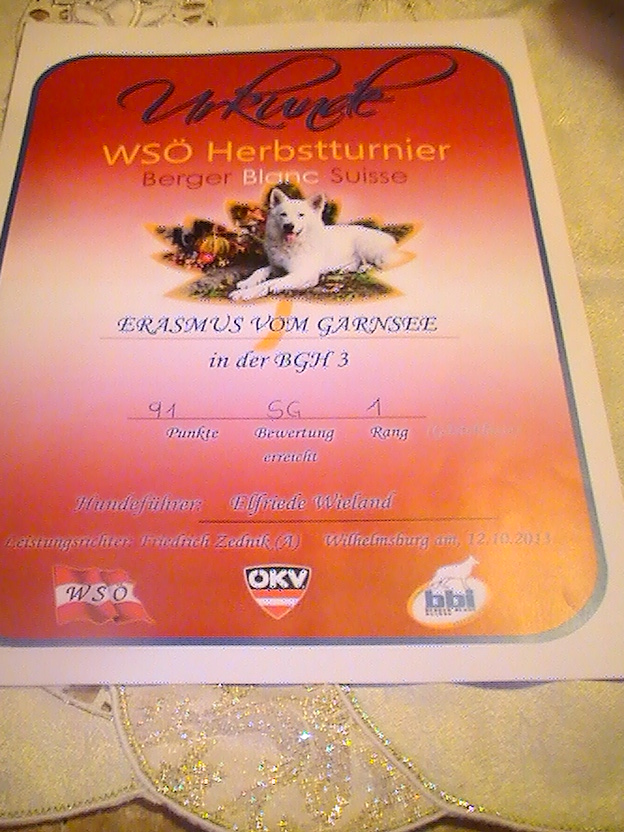 Urkunde
WSÖ Herbstturnier
Berger Blanc Suisse
ERASMUS VOM GARNSEE
in der BGH 3
91 SG 1
Punkte Bewertung Rang
erreicht
Hundeführer: Elfriede Wieland
Leistungsrichter: Friedrich Zednik (A) Wilhelmsburg am, 12.10.2013
WSÖ ÖKV bbi